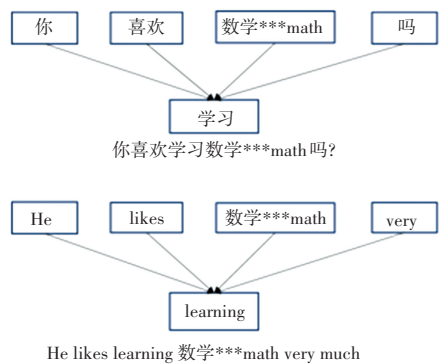 你 喜欢 数学***math 吗
学习
你喜欢学习数学***math吗?
He likes 数学***math very
learning
He likes learning 数学***math very much